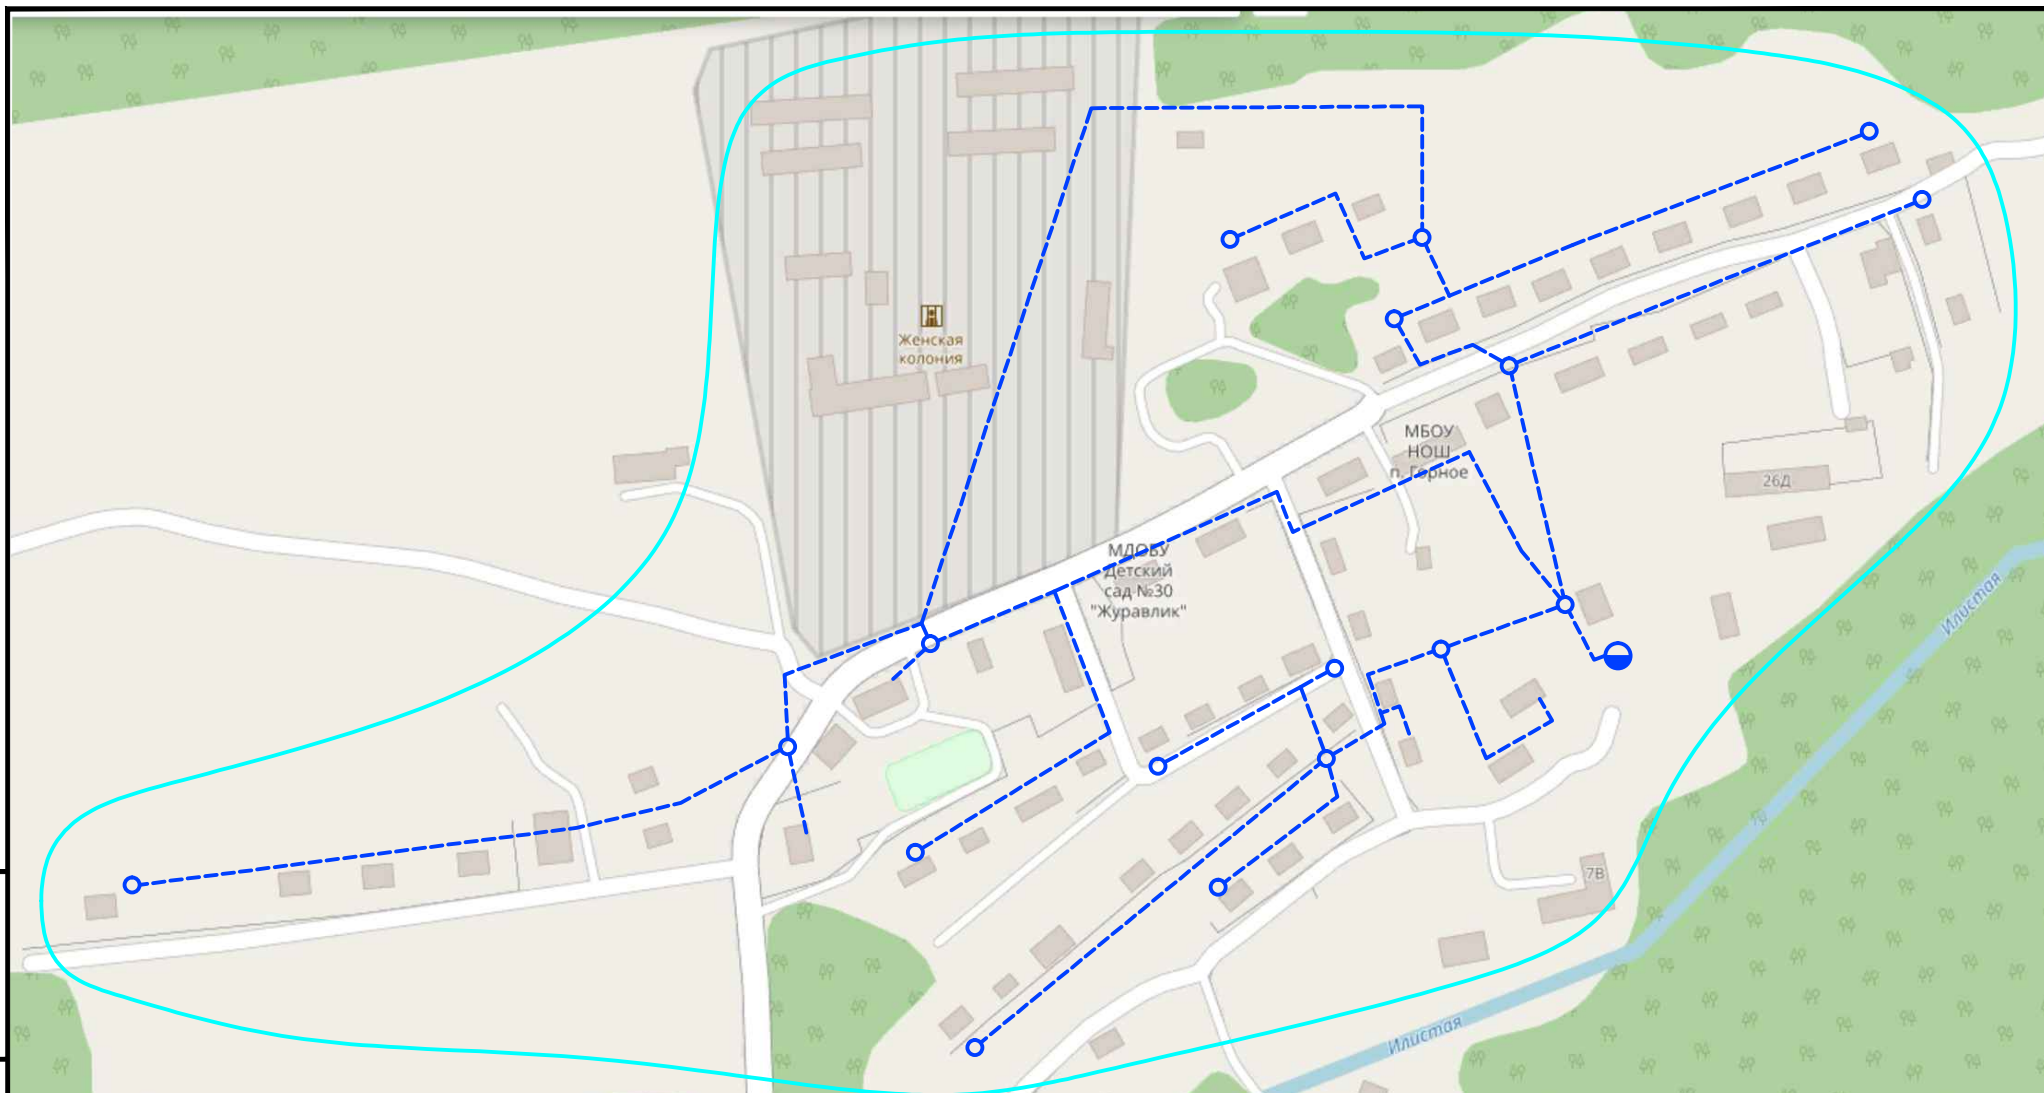 Женская
колония
МБОУ
НОШ
п. Горное
26Д
МДОБУ
Детский
сад №30
"Журавлик"
Илистая
7В
Илистая